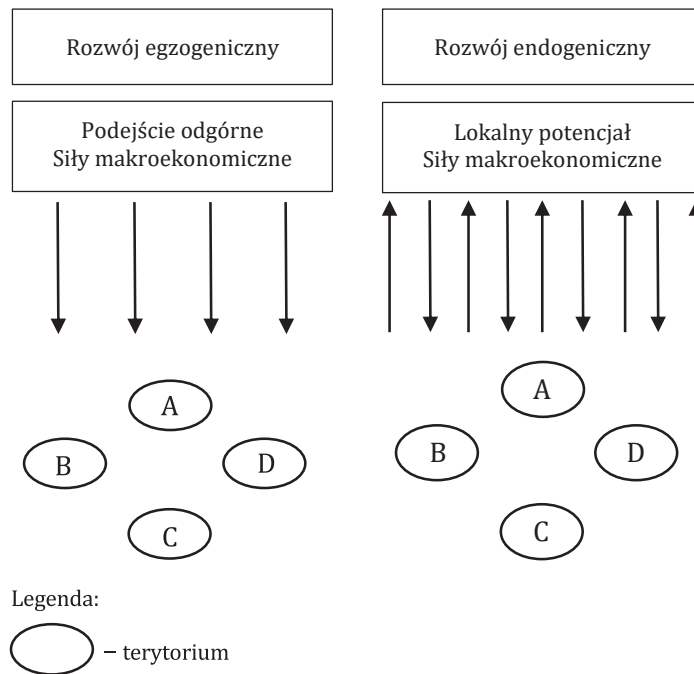 Rozwój egzogeniczny
Podejście odgórne
Siły makroekonomiczne
A
B
D
C
Rozwój endogeniczny
Lokalny potencjał
Siły makroekonomiczne
A
B
D
C
Legenda:
– terytorium